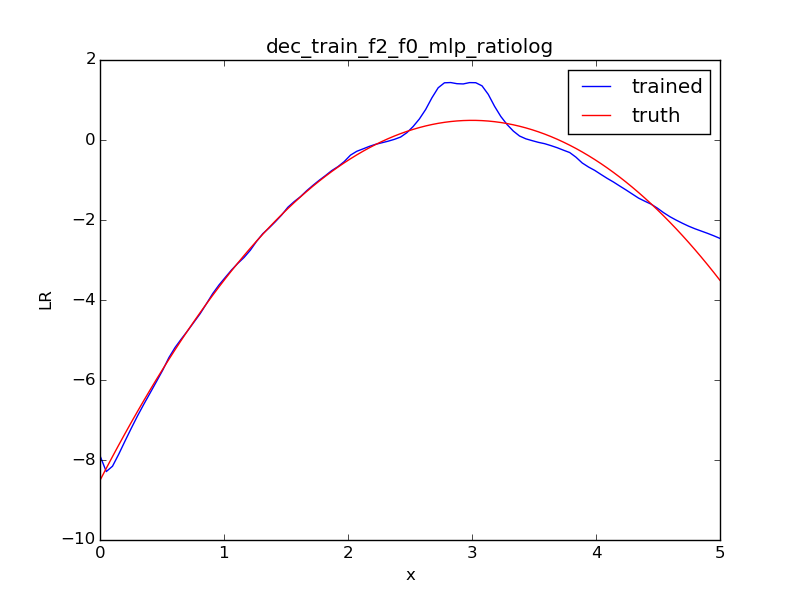 dec_train_f2_f0_mlp_ratiolog
trained
truth
2
0
−2
−4
−6
−8
−10
LR
0 1 2 3 4 5
x